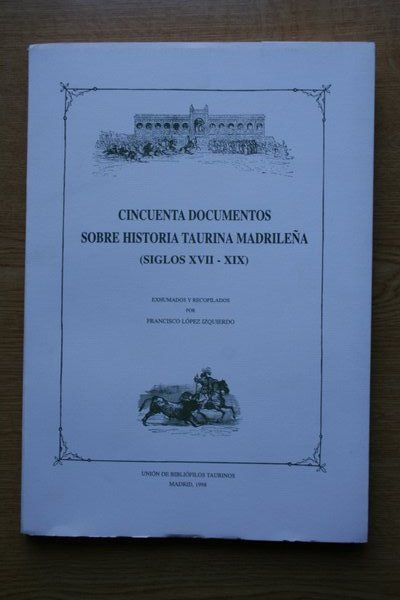 CINCUENTA DOCUMENTOS
SOBRE HISTORIA TAURINA MADRILEÑA
(SIGLOS XVII - XIX)
EXHUMADOS Y RECOPILADOS
POR
FRANCISCO LÓPEZ IZQUIERDO
UNIÓN DE BIBLIÓFILOS TAURINOS
MADRID, 1998